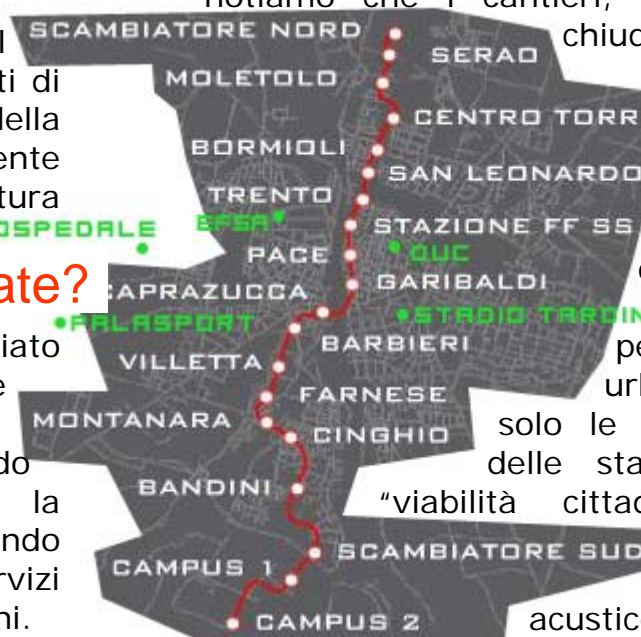 notiamo che i cantieri,
SCAMBIATORE NORD
chiud
SERAO
ti di
MOLETOLO
della
CENTRO TORR
ente
BORMIOLI
SAN LEONARDO
tura
TRENTO
OSPEDALE
EFSA
STAZIONE FF SS
PACE
DUC
ate?
CAPRAZUCCA
GARIBALDI
PALASPORT
STADIO TARDIN
iato
BARBIERI
pe
e
VILLETTA
url
FARNESE
solo le
MONTANARA
CINGHIO
do
delle sta
BANDINI
la
"viabilità cittad
ndo
SCAMBIATORE SUD
CAMPUS 1
rvizi
ni.
CAMPUS 2
acustic